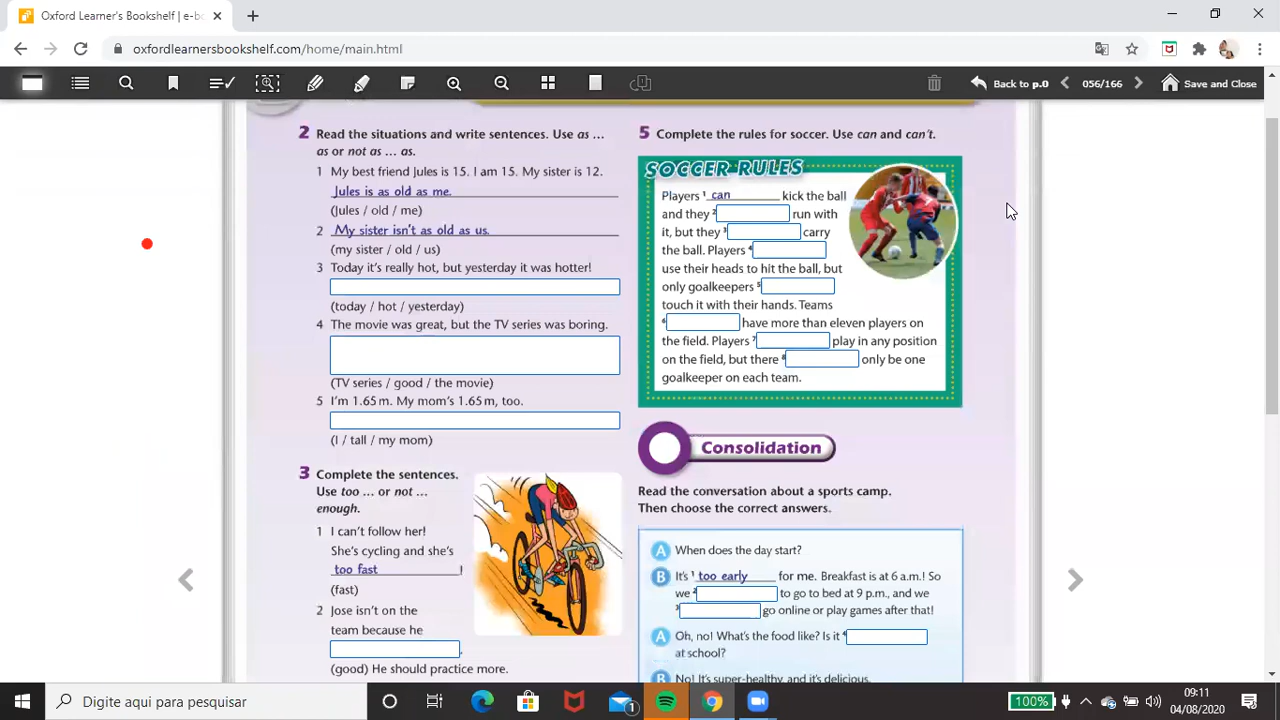 Oxford Learner's Bookshelf | e-b
oxfordlearnersbookshelf.com/home/main.html
Back to p.0
056/166
Save and Close
2 Read the situations and write sentences. Use as ...
as or not as ... as.
1 My best friend Jules is 15. I am 15. My sister is 12.
Jules is as old as me.
(Jules / old / me)
2 My sister isn't as old as us.
(my sister / old / us)
3 Today it's really hot, but yesterday it was hotter!
(today / hot / yesterday)
4 The movie was great, but the TV series was boring.
(TV series / good / the movie)
5 I'm 1.65 m. My mom's 1.65 m, too.
(I / tall / my mom)
3 Complete the sentences.
Use too ... or not ...
enough.
1 I can't follow her!
She's cycling and she's
too fast !
(fast)
2 Jose isn't on the
team because he
.
(good) He should practice more.
5 Complete the rules for soccer. Use can and can't.
SOCCER RULES
Players 1 can kick the ball
and they 2 run with
it, but they 3 carry
the ball. Players 4
use their heads to hit the ball, but
only goalkeepers 5
touch it with their hands. Teams
6 have more than eleven players on
the field. Players 7 play in any position
on the field, but there 8 only be one
goalkeeper on each team.
Consolidation
Read the conversation about a sports camp.
Then choose the correct answers.
A When does the day start?
B It's 1 too early for me. Breakfast is at 6 a.m.! So
we 2 to go to bed at 9 p.m., and we
3 go online or play games after that!
A Oh, no! What's the food like? Is it 4
at school?
B No! It's super-healthy, and it's delicious.
Digite aqui para pesquisar
1
100%
09:11
04/08/2020